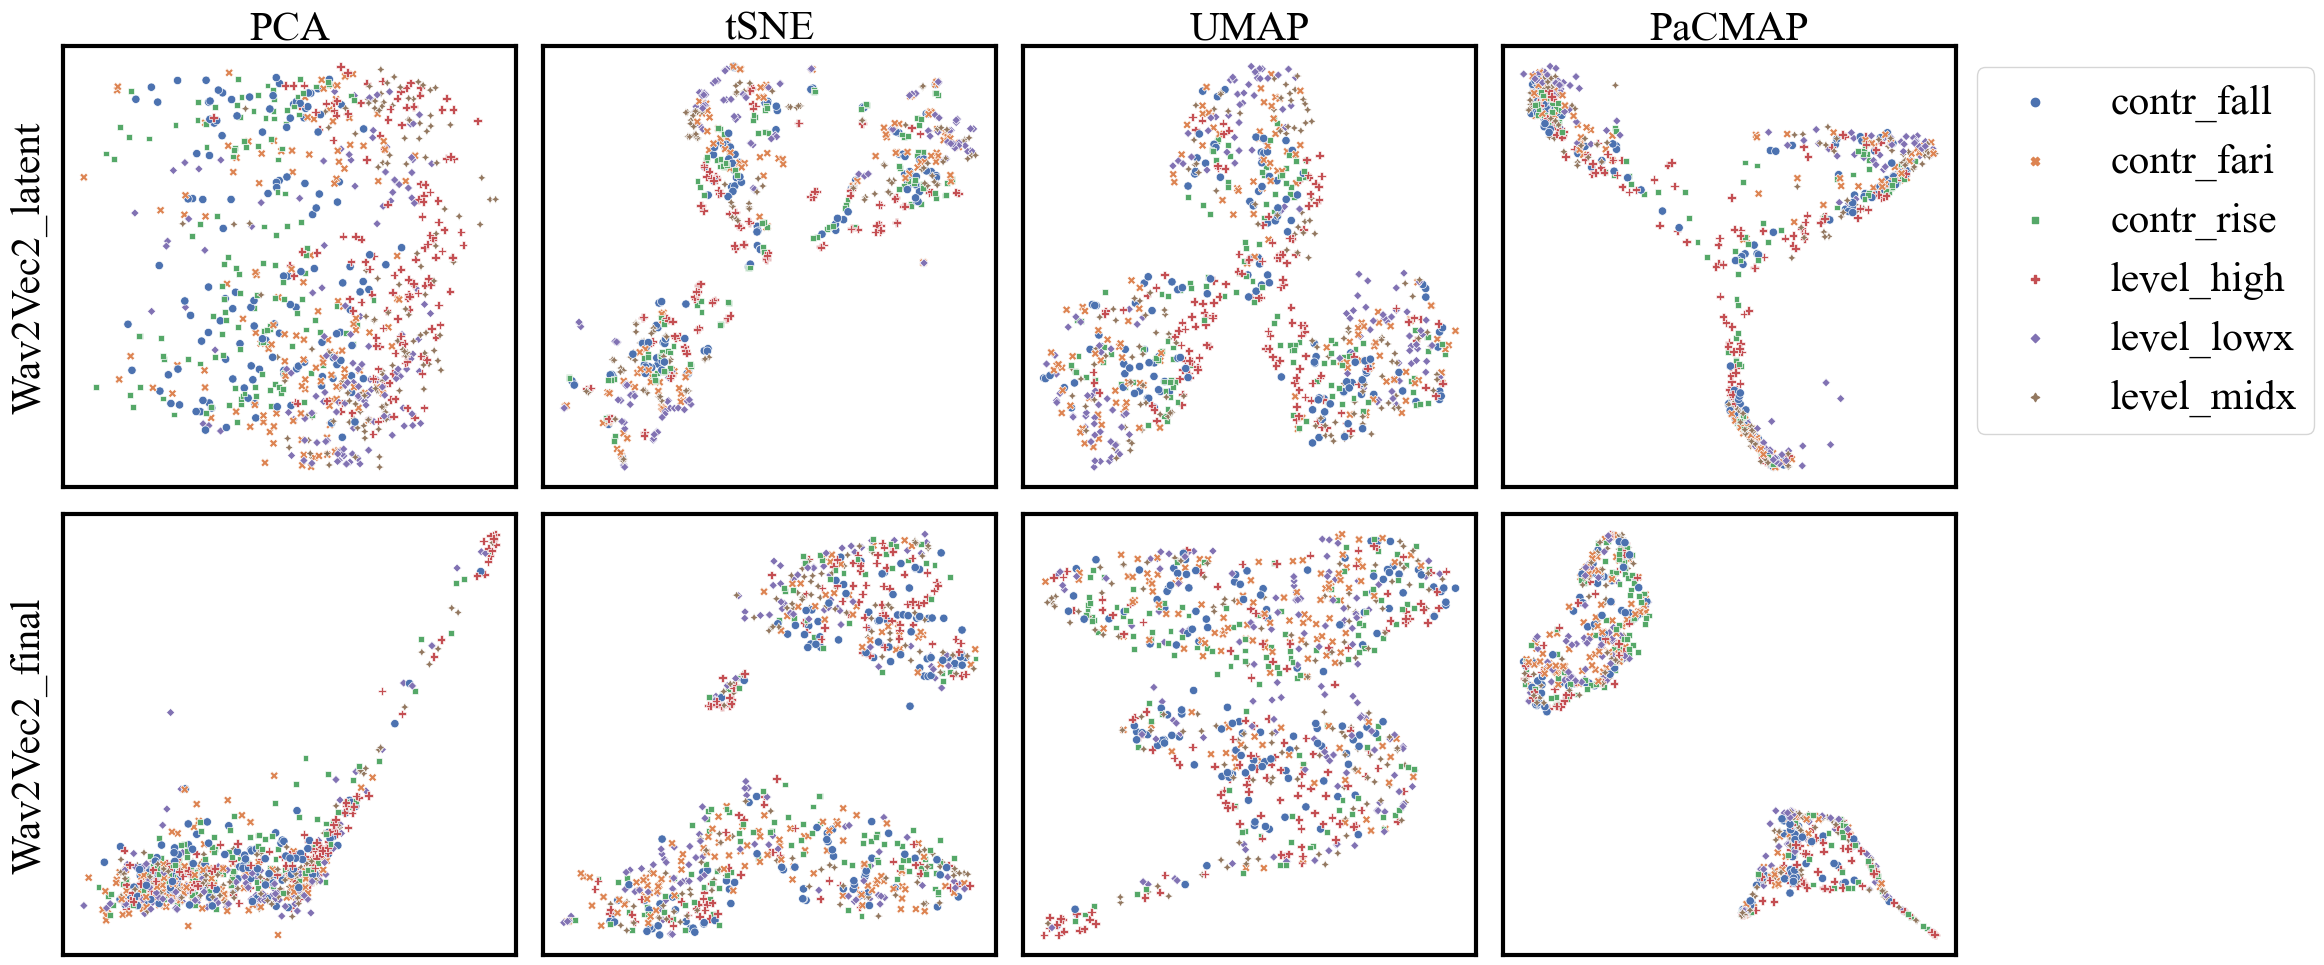 PCA
tSNE
UMAP
PaCMAP
Wav2Vec2_latent
Wav2Vec2_final
contr_fall
contr_fari
contr_rise
level_high
level_lowx
level_midx